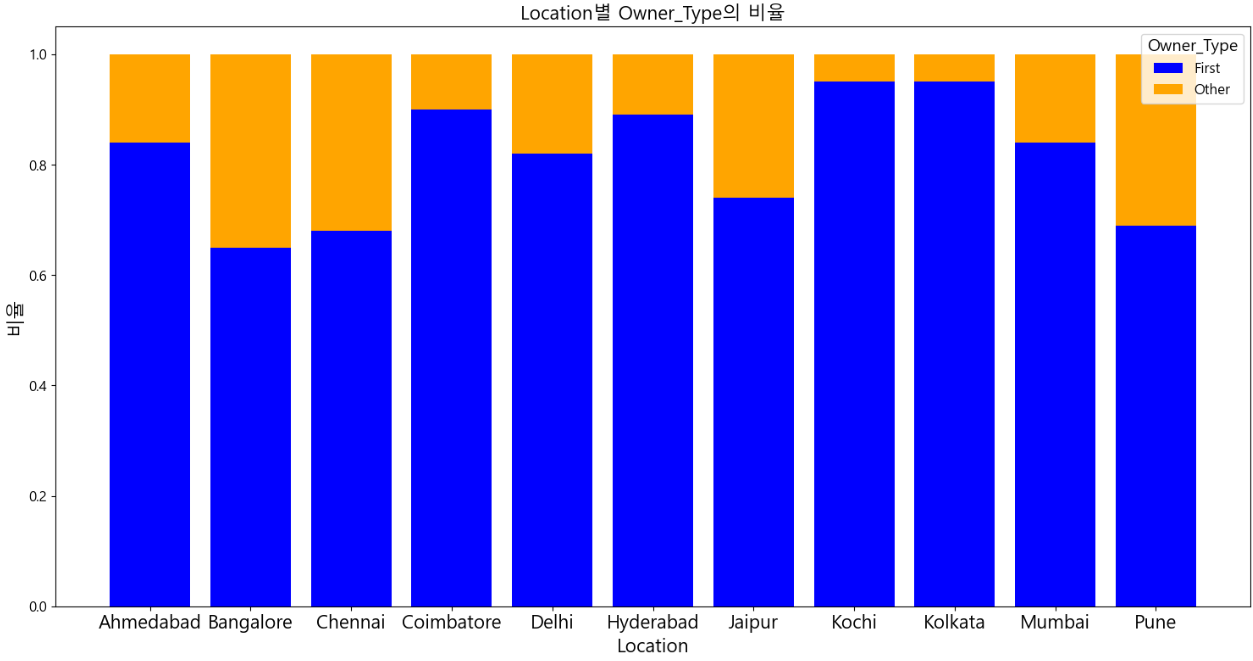 Location별 Owner_Type의 비율
Owner_Type
First
Other
비율
1.0
0.8
0.6
0.4
0.2
0.0
Ahmedabad Bangalore Chennai Coimbatore Delhi Hyderabad Jaipur Kochi Kolkata Mumbai Pune
Location